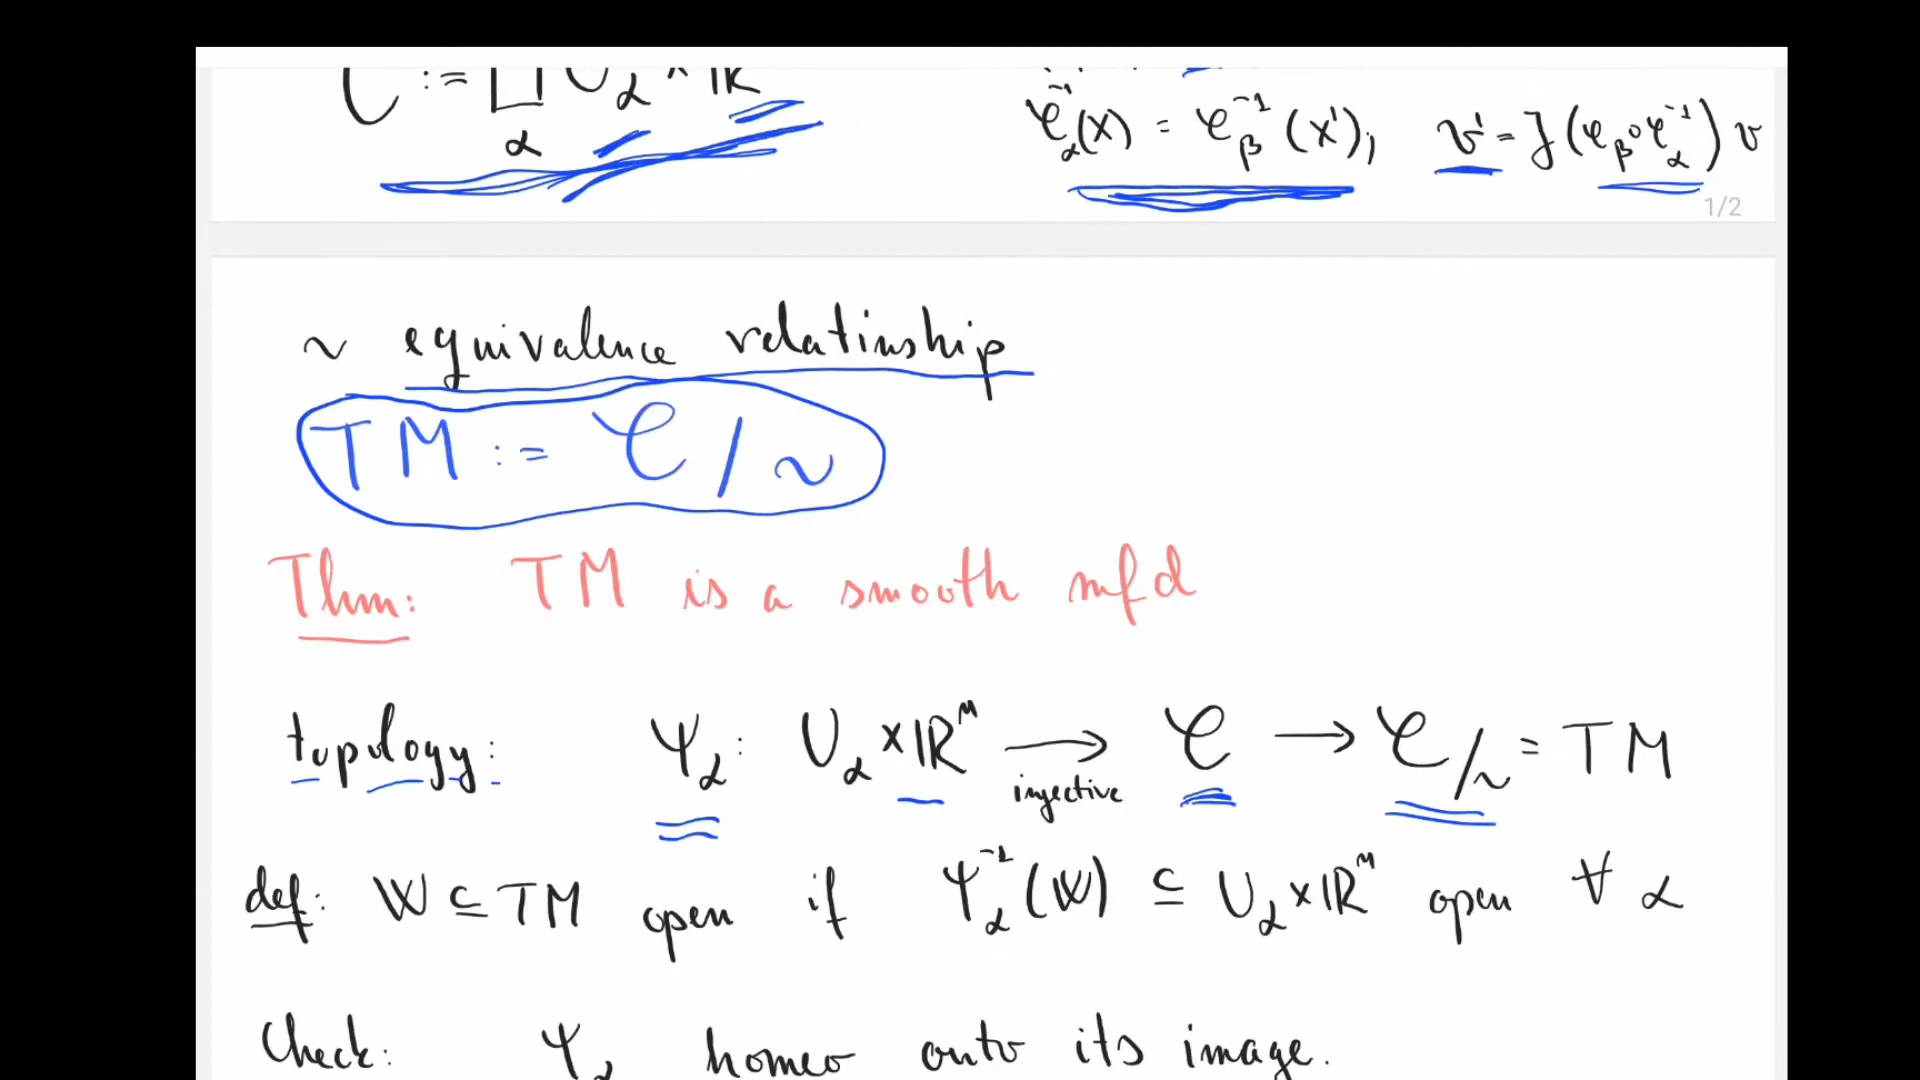 C := ∐ U_α × ℝ
α
φ_α^{-1}(x) = φ_β^{-1}(x'), v' = J(φ_β∘φ_α^{-1}) v
1/2
~ equivalence relatinship
TM := C/~
Thm: TM is a smooth mfd
topology: Ψ_α: U_α × ℝ^n → C → C/~ = TM
injective
def: W ⊆ TM open if Ψ_α^{-1}(W) ⊆ U_α × ℝ^n open ∀ α
Check: Ψ_α homeo onto its image.